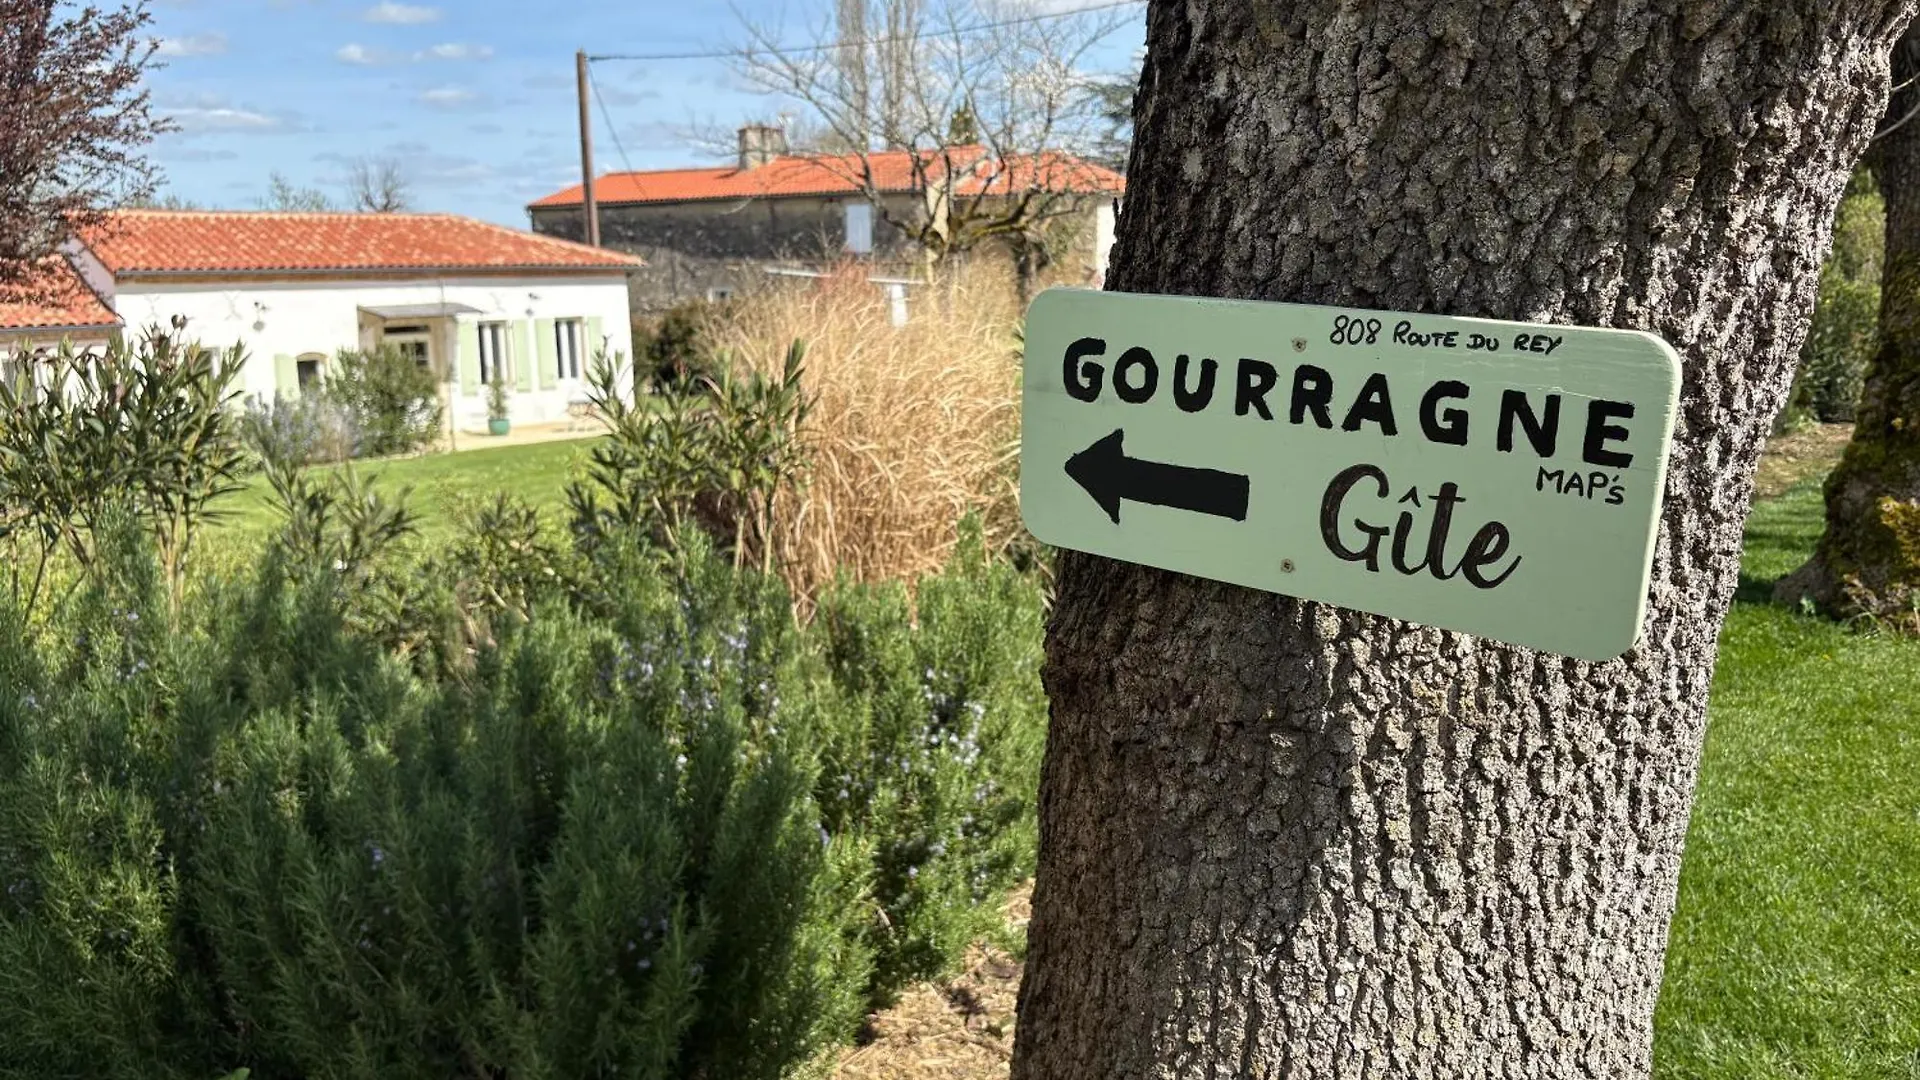 808 ROUTE DU REY
GOURRAGNE
MAP'S
Gîte